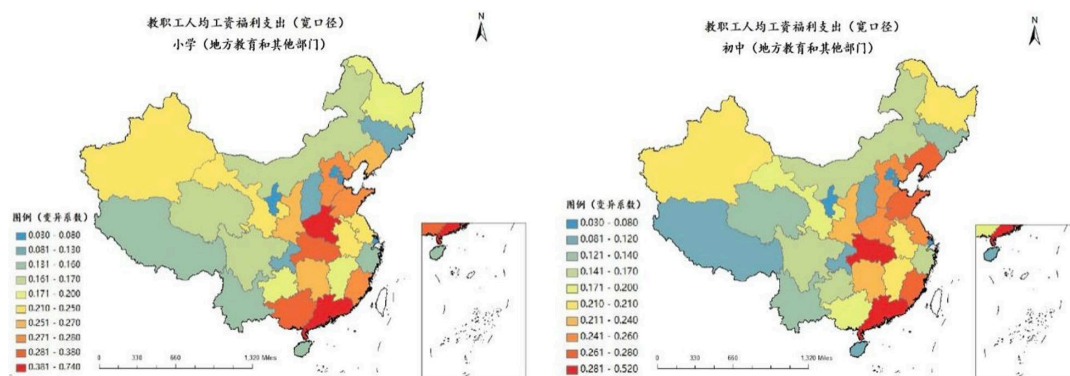 教职工人均工资福利支出（宽口径）
小学（地方教育和其他部门）
N
图例（变异系数）
0.030 - 0.080
0.081 - 0.130
0.131 - 0.160
0.161 - 0.170
0.171 - 0.200
0.210 - 0.250
0.251 - 0.270
0.271 - 0.280
0.281 - 0.380
0.381 - 0.740
0 330 660 1,320 Miles
教职工人均工资福利支出（宽口径）
初中（地方教育和其他部门）
N
图例（变异系数）
0.030 - 0.080
0.081 - 0.120
0.121 - 0.140
0.141 - 0.170
0.171 - 0.200
0.210 - 0.210
0.211 - 0.240
0.241 - 0.260
0.261 - 0.280
0.281 - 0.520
0 330 660 1,320 Miles